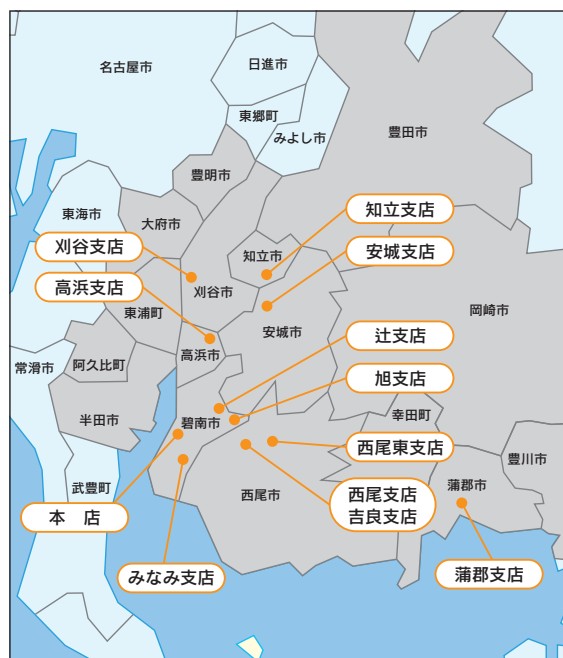 名古屋市
日進市
東郷町
みよし市
豊田市
豊明市
東海市
大府市
知立支店
刈谷支店
知立市
安城支店
高浜支店
刈谷市
東浦町
岡崎市
安城市
辻支店
高浜市
阿久比町
常滑市
旭支店
半田市
碧南市
幸田町
西尾東支店
豊川市
武豊町
西尾市
西尾支店
吉良支店
蒲郡市
本 店
みなみ支店
蒲郡支店